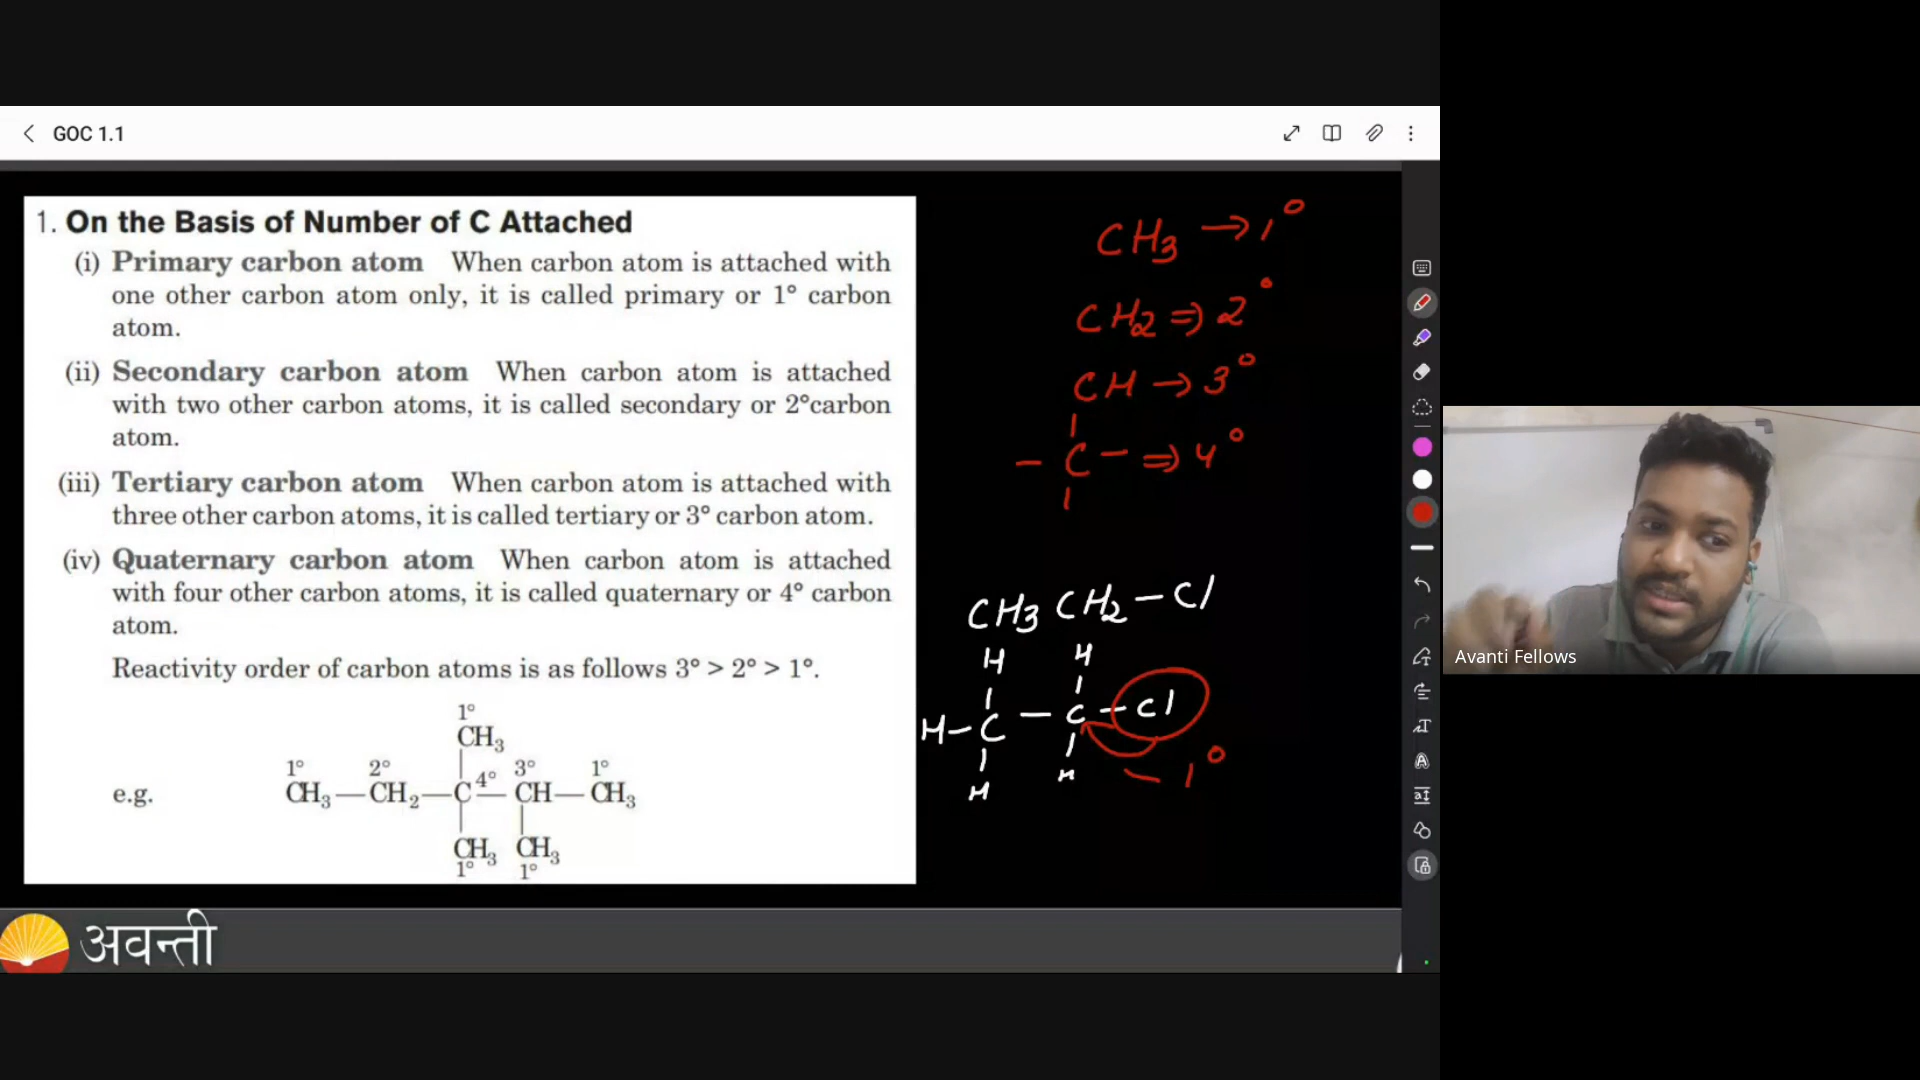 GOC 1.1
1. On the Basis of Number of C Attached
(i) Primary carbon atom When carbon atom is attached with
one other carbon atom only, it is called primary or 1° carbon
atom.
(ii) Secondary carbon atom When carbon atom is attached
with two other carbon atoms, it is called secondary or 2°carbon
atom.
(iii) Tertiary carbon atom When carbon atom is attached with
three other carbon atoms, it is called tertiary or 3° carbon atom.
(iv) Quaternary carbon atom When carbon atom is attached
with four other carbon atoms, it is called quaternary or 4° carbon
atom.
Reactivity order of carbon atoms is as follows 3° > 2° > 1°.
1°
CH₃
1° 2° 4° 3° 1°
e.g. CH₃—CH₂—C—CH—CH₃
CH₃ CH₃
1° 1°
CH₃ → 1°
CH₂ ⇒ 2°
CH → 3°
– C – ⇒ 4°
CH₃ CH₂ – Cl
H H
H – C – C – Cl
H H
– 1°
अवन्ती
Avanti Fellows